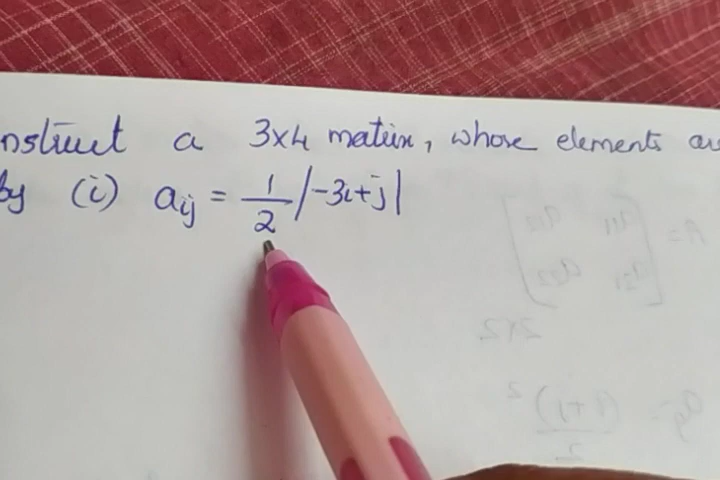 nstruct a 3x4 matrix, whose elements are
by (i) aij = 1/2 |-3i+j|